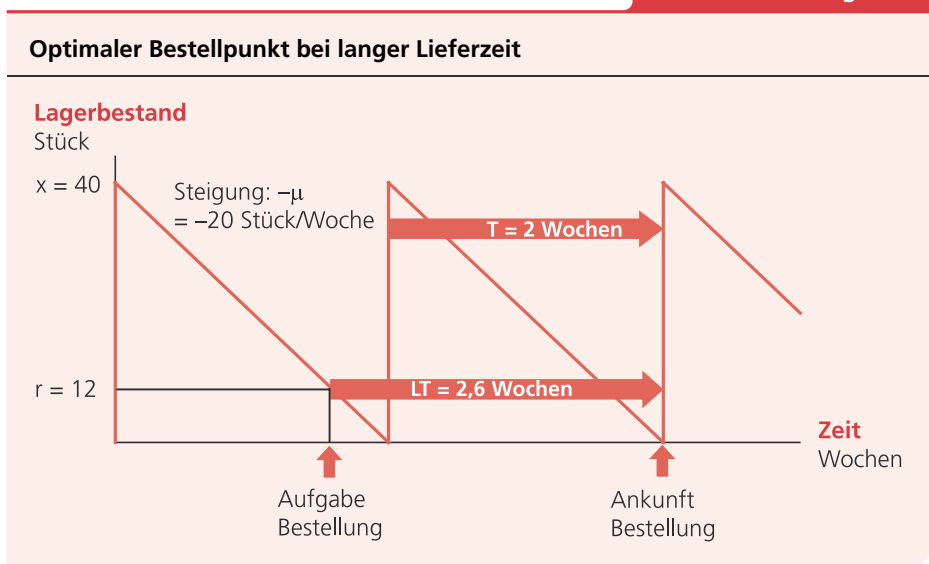 Optimaler Bestellpunkt bei langer Lieferzeit
Lagerbestand
Stück
x = 40
Steigung: –μ
= –20 Stück/Woche
T = 2 Wochen
r = 12
LT = 2,6 Wochen
Zeit
Wochen
Aufgabe
Bestellung
Ankunft
Bestellung